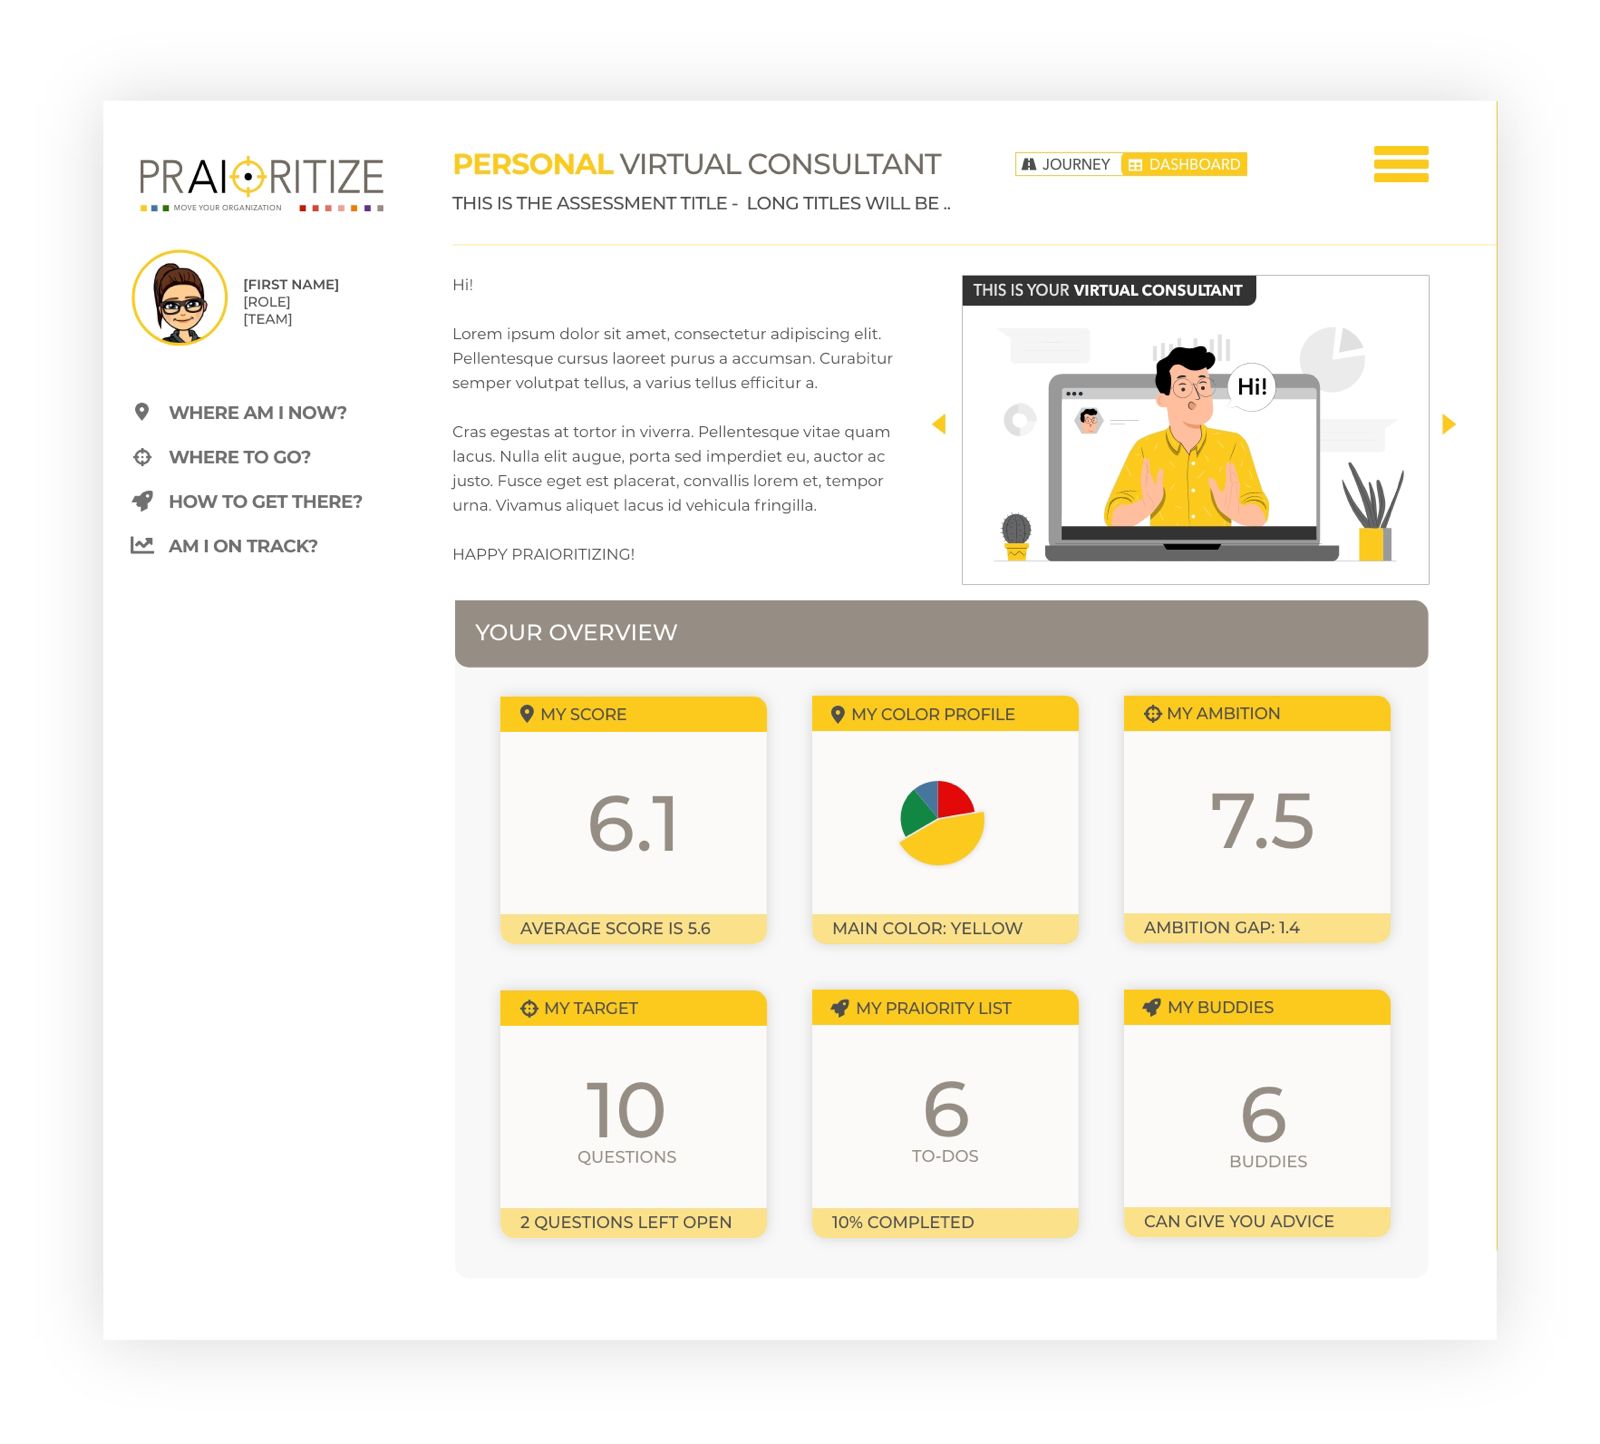 PRAIORITIZE
MOVE YOUR ORGANIZATION
[FIRST NAME]
[ROLE]
[TEAM]
WHERE AM I NOW?
WHERE TO GO?
HOW TO GET THERE?
AM I ON TRACK?
PERSONAL VIRTUAL CONSULTANT
THIS IS THE ASSESSMENT TITLE - LONG TITLES WILL BE ..
JOURNEY
DASHBOARD
Hi!
Lorem ipsum dolor sit amet, consectetur adipiscing elit.
Pellentesque cursus laoreet purus a accumsan. Curabitur
semper volutpat tellus, a varius tellus efficitur a.
Cras egestas at tortor in viverra. Pellentesque vitae quam
lacus. Nulla elit augue, porta sed imperdiet eu, auctor ac
justo. Fusce eget est placerat, convallis lorem et, tempor
urna. Vivamus aliquet lacus id vehicula fringilla.
HAPPY PRAIORITIZING!
THIS IS YOUR VIRTUAL CONSULTANT
Hi!
YOUR OVERVIEW
MY SCORE
6.1
AVERAGE SCORE IS 5.6
MY COLOR PROFILE
MAIN COLOR: YELLOW
MY AMBITION
7.5
AMBITION GAP: 1.4
MY TARGET
10
QUESTIONS
2 QUESTIONS LEFT OPEN
MY PRAIORITY LIST
6
TO-DOS
10% COMPLETED
MY BUDDIES
6
BUDDIES
CAN GIVE YOU ADVICE